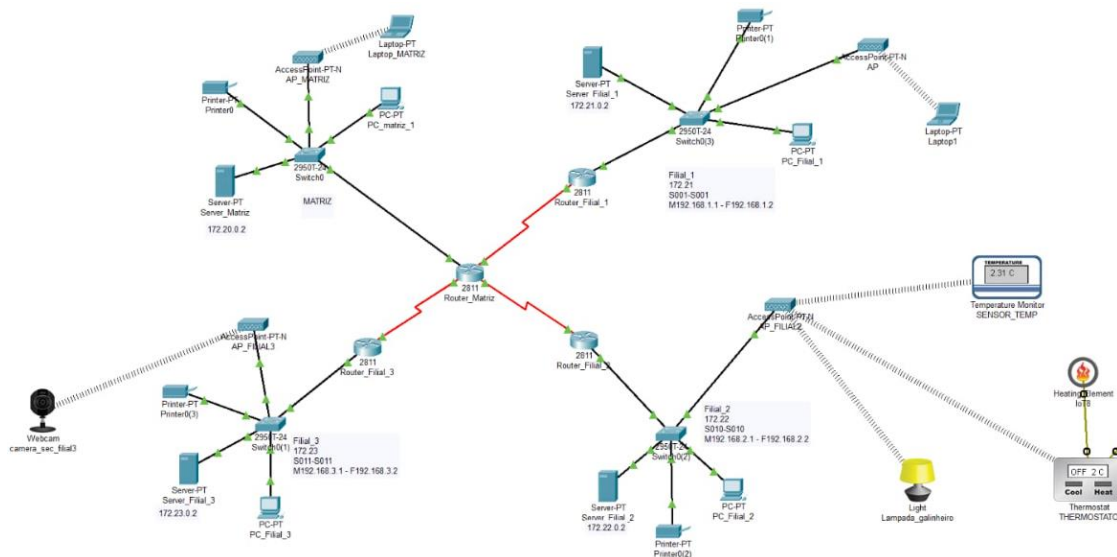 Laptop-PT
Laptop_MATRIZ
AccessPoint-PT-N
AP_MATRIZ
Printer-PT
Printer0
PC-PT
PC_matriz_1
2950T-24
Switch0
Server-PT
Server_Matriz
172.20.0.2
MATRIZ
Printer-PT
Printer0(1)
AccessPoint-PT-N
AP
Server-PT
Server_Filial_1
172.21.0.2
2950T-24
Switch0(3)
PC-PT
PC_Filial_1
Laptop-PT
Laptop1
2811
Router_Filial_1
Filial_1
172.21
S001-S001
M192.168.1.1 - F192.168.1.2
2811
Router_Matriz
TEMPERATURE
2.31 C
Temperature Monitor
SENSOR_TEMP
AccessPoint-PT-N
AP_FILIAL2
AccessPoint-PT-N
AP_FILIAL3
2811
Router_Filial_3
2811
Heating Element
IoT8
Webcam
camera_sec_filial3
Printer-PT
Printer0(3)
2950T-24
Switch0(1)
Filial_3
172.23
S011-S011
M192.168.3.1 - F192.168.3.2
Server-PT
Server_Filial_3
172.23.0.2
PC-PT
PC_Filial_3
Filial_2
172.22
S010-S010
M192.168.2.1 - F192.168.2.2
2950T-24
Switch0(2)
Server-PT
Server_Filial_2
172.22.0.2
PC-PT
PC_Filial_2
Printer-PT
Printer0(2)
Light
Lampada_galinheiro
OFF 2 C
Cool Heat
Thermostat
THERMOSTATO